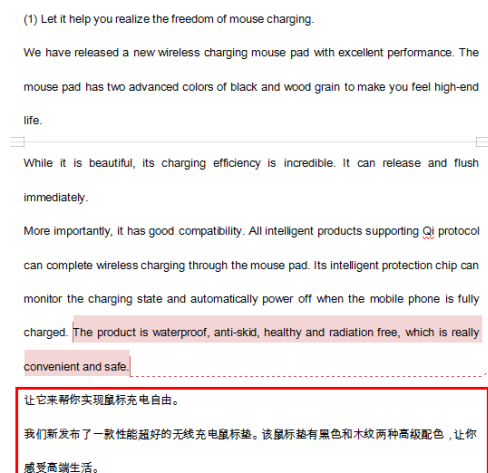 (1) Let it help you realize the freedom of mouse charging.
We have released a new wireless charging mouse pad with excellent performance. The
mouse pad has two advanced colors of black and wood grain to make you feel high-end
life.
While it is beautiful, its charging efficiency is incredible. It can release and flush
immediately.
More importantly, it has good compatibility. All intelligent products supporting Qi protocol
can complete wireless charging through the mouse pad. Its intelligent protection chip can
monitor the charging state and automatically power off when the mobile phone is fully
charged. The product is waterproof, anti-skid, healthy and radiation free, which is really
convenient and safe.
让它来帮你实现鼠标充电自由。
我们新发布了一款性能超好的无线充电鼠标垫。该鼠标垫有黑色和木纹两种高级配色，让你
感受高端生活。